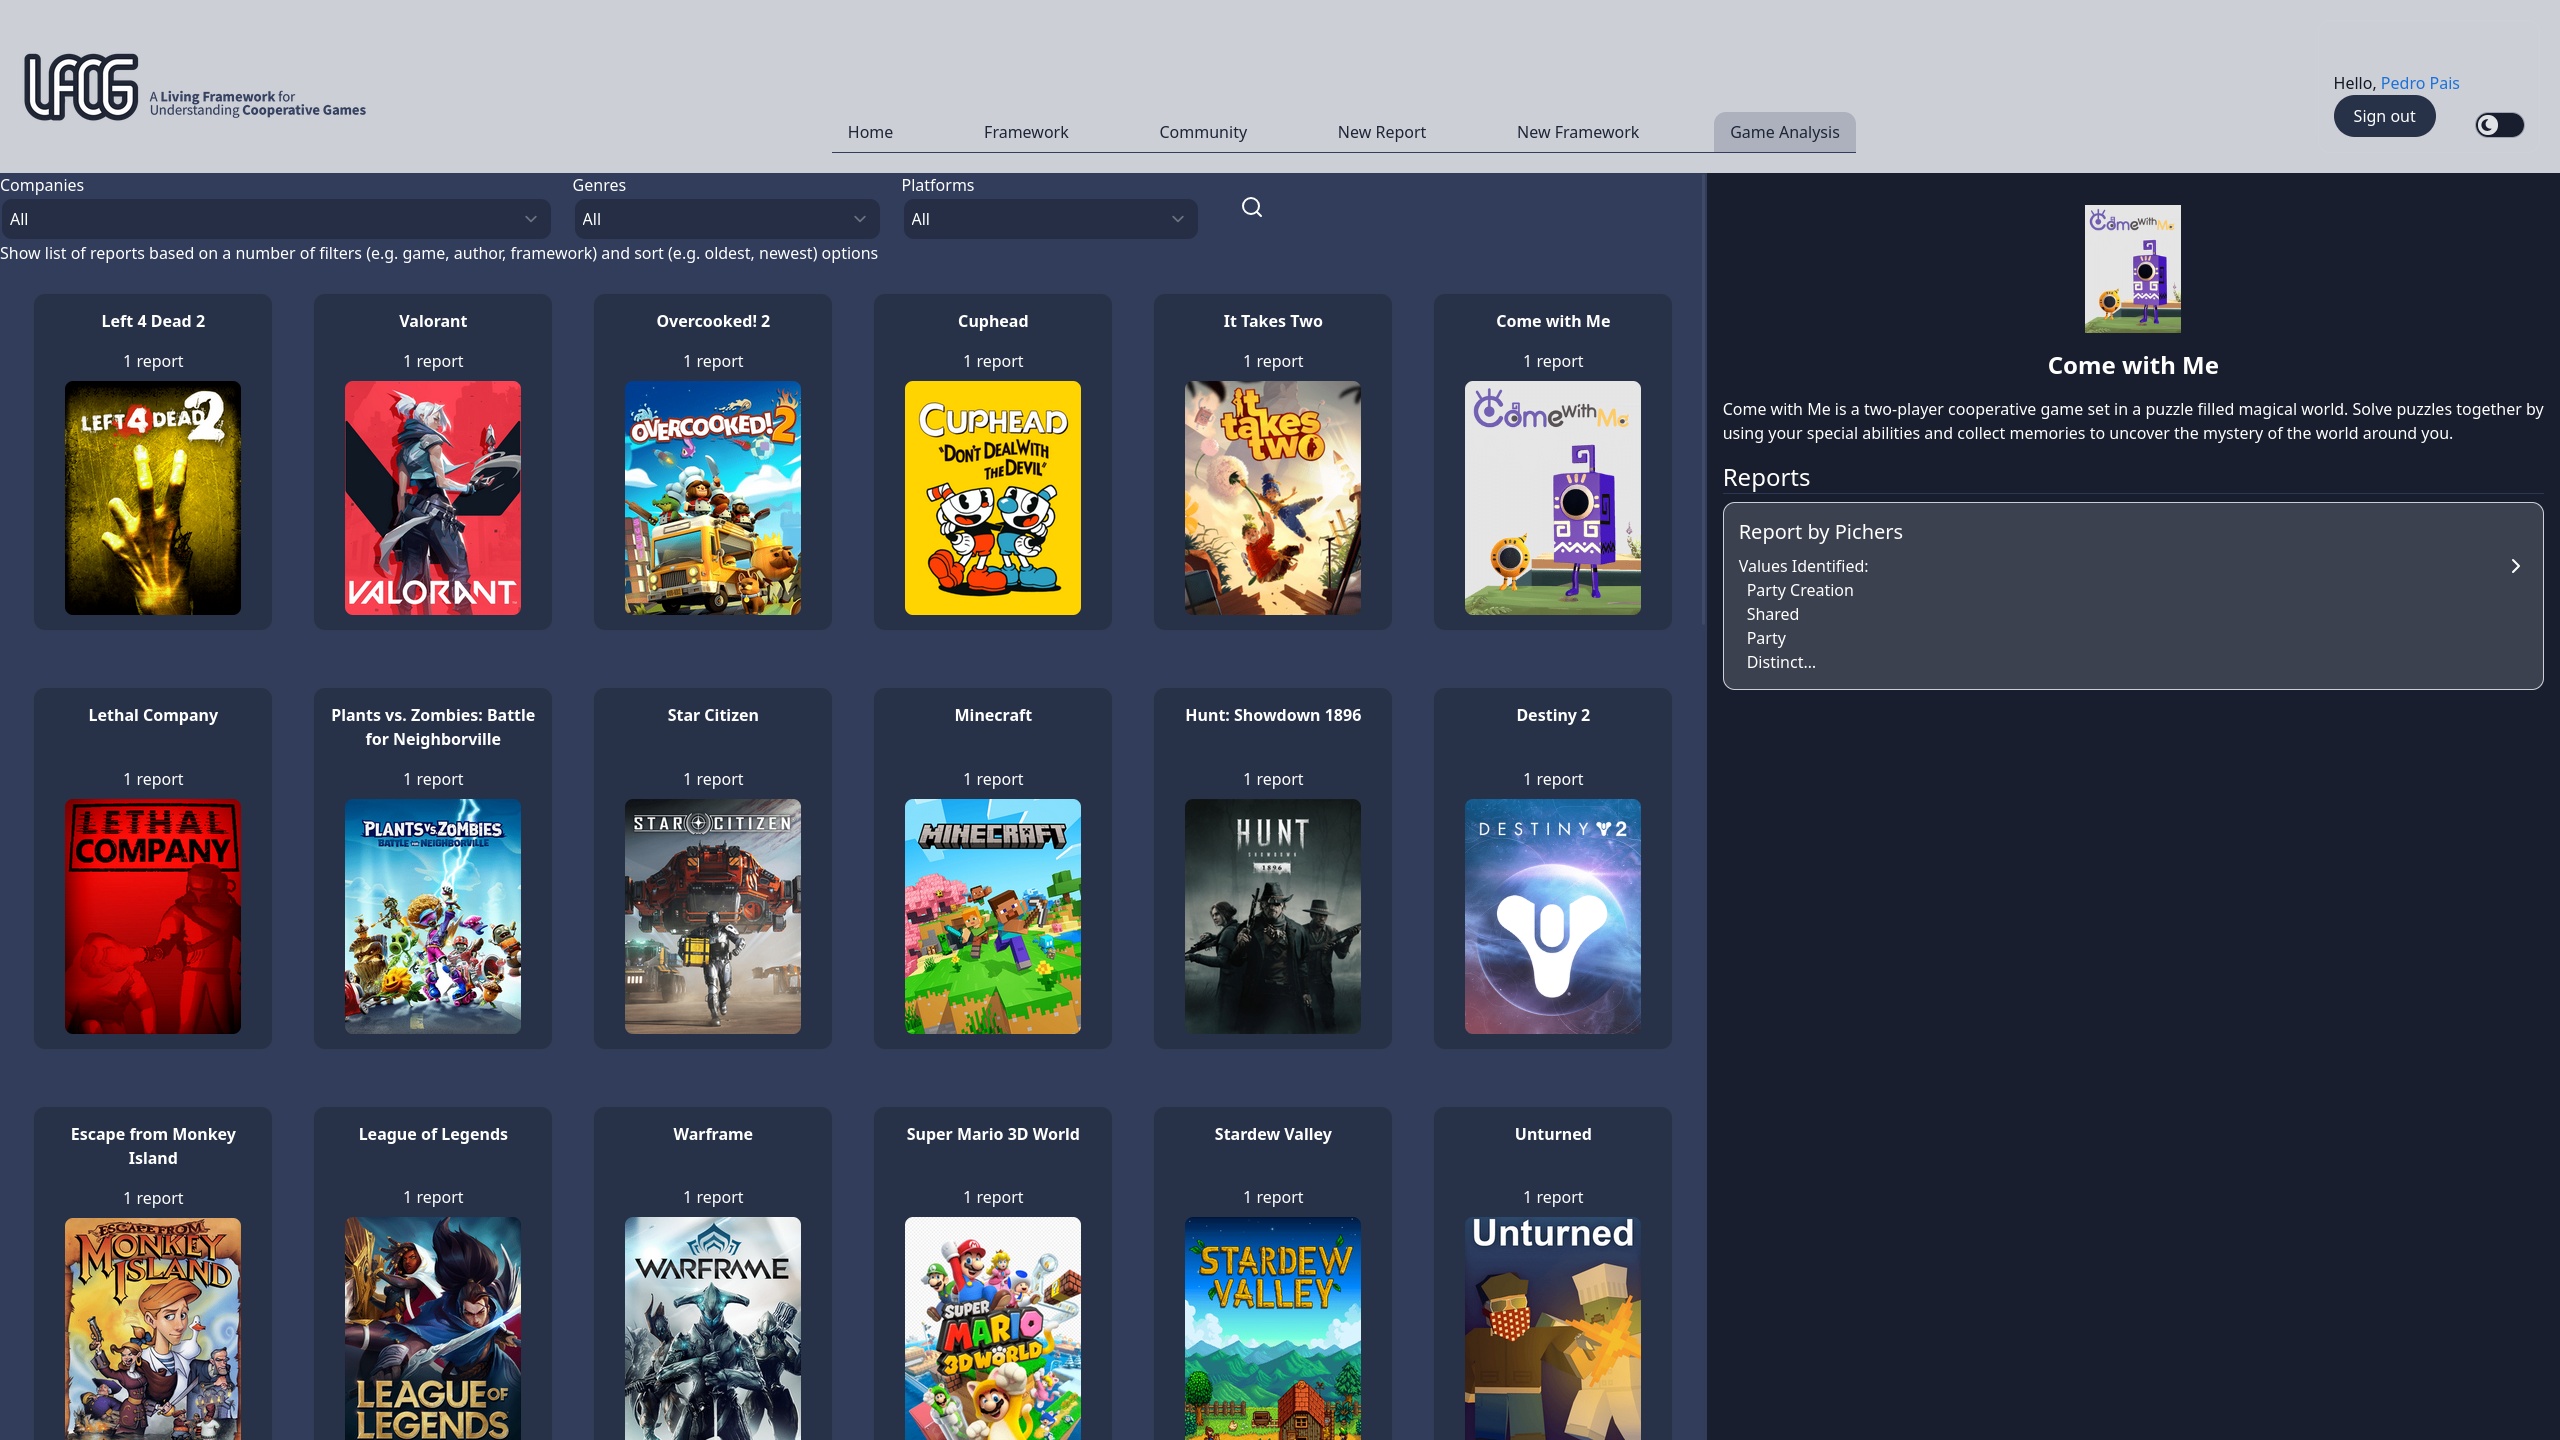 LFCG
A Living Framework for
Understanding Cooperative Games
Home
Framework
Community
New Report
New Framework
Game Analysis
Hello, Pedro Pais
Sign out
Companies
Genres
Platforms
All
All
All
Show list of reports based on a number of filters (e.g. game, author, framework) and sort (e.g. oldest, newest) options
Left 4 Dead 2
1 report
LEFT 4 DEAD 2
Valorant
1 report
VALORANT
Overcooked! 2
1 report
OVERCOOKED! 2
Cuphead
1 report
CUPHEAD
"DON'T DEAL WITH
THE DEVIL"
It Takes Two
1 report
it
takes
two
Come with Me
1 report
Come with Me
Lethal Company
1 report
LETHAL
COMPANY
Plants vs. Zombies: Battle
for Neighborville
1 report
PLANTS VS. ZOMBIES
BATTLE FOR NEIGHBORVILLE
Star Citizen
1 report
STAR CITIZEN
Minecraft
1 report
MINECRAFT
Hunt: Showdown 1896
1 report
HUNT
SHOWDOWN
1896
Destiny 2
1 report
DESTINY 2
Escape from Monkey
Island
1 report
ESCAPE FROM
MONKEY
ISLAND
League of Legends
1 report
LEAGUE OF
LEGENDS
Warframe
1 report
WARFRAME
Super Mario 3D World
1 report
SUPER
MARIO
3D WORLD
Stardew Valley
1 report
STARDEW
VALLEY
Unturned
1 report
Unturned
Come with Me
Come with Me
Come with Me is a two-player cooperative game set in a puzzle filled magical world. Solve puzzles together by
using your special abilities and collect memories to uncover the mystery of the world around you.
Reports
Report by Pichers
Values Identified:
Party Creation
Shared
Party
Distinct...